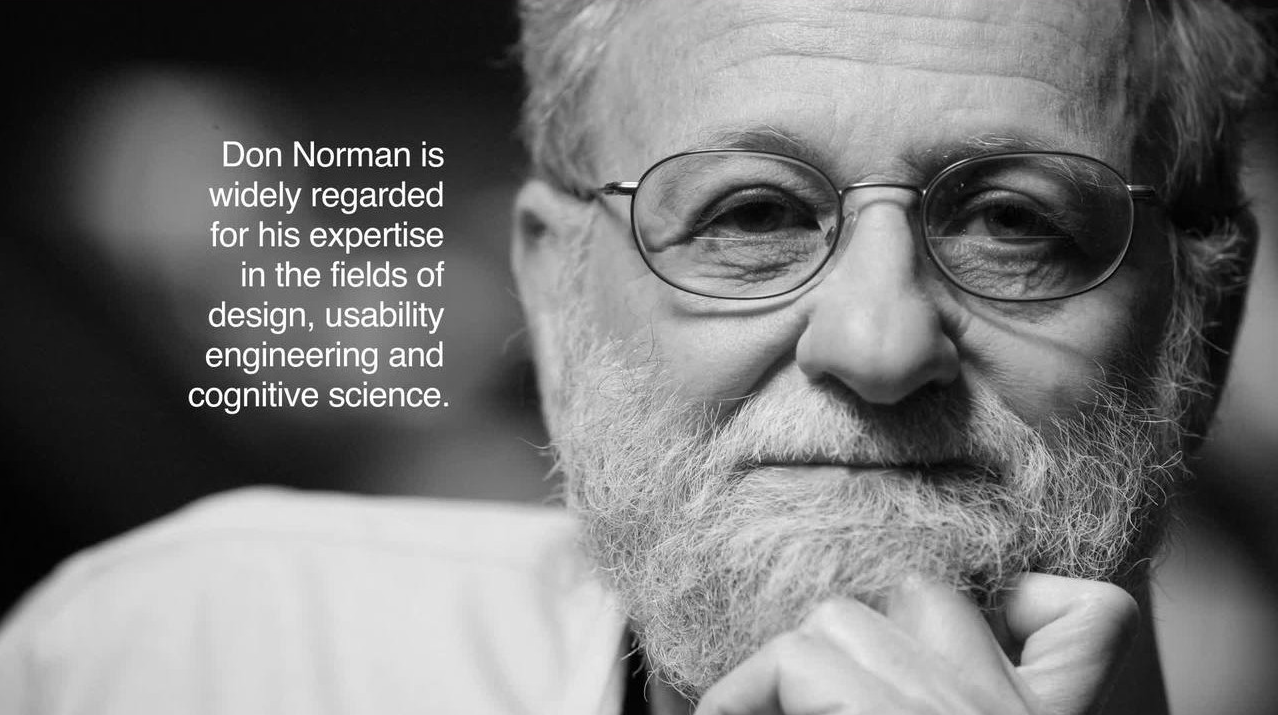 Don Norman is
widely regarded
for his expertise
in the fields of
design, usability
engineering and
cognitive science.